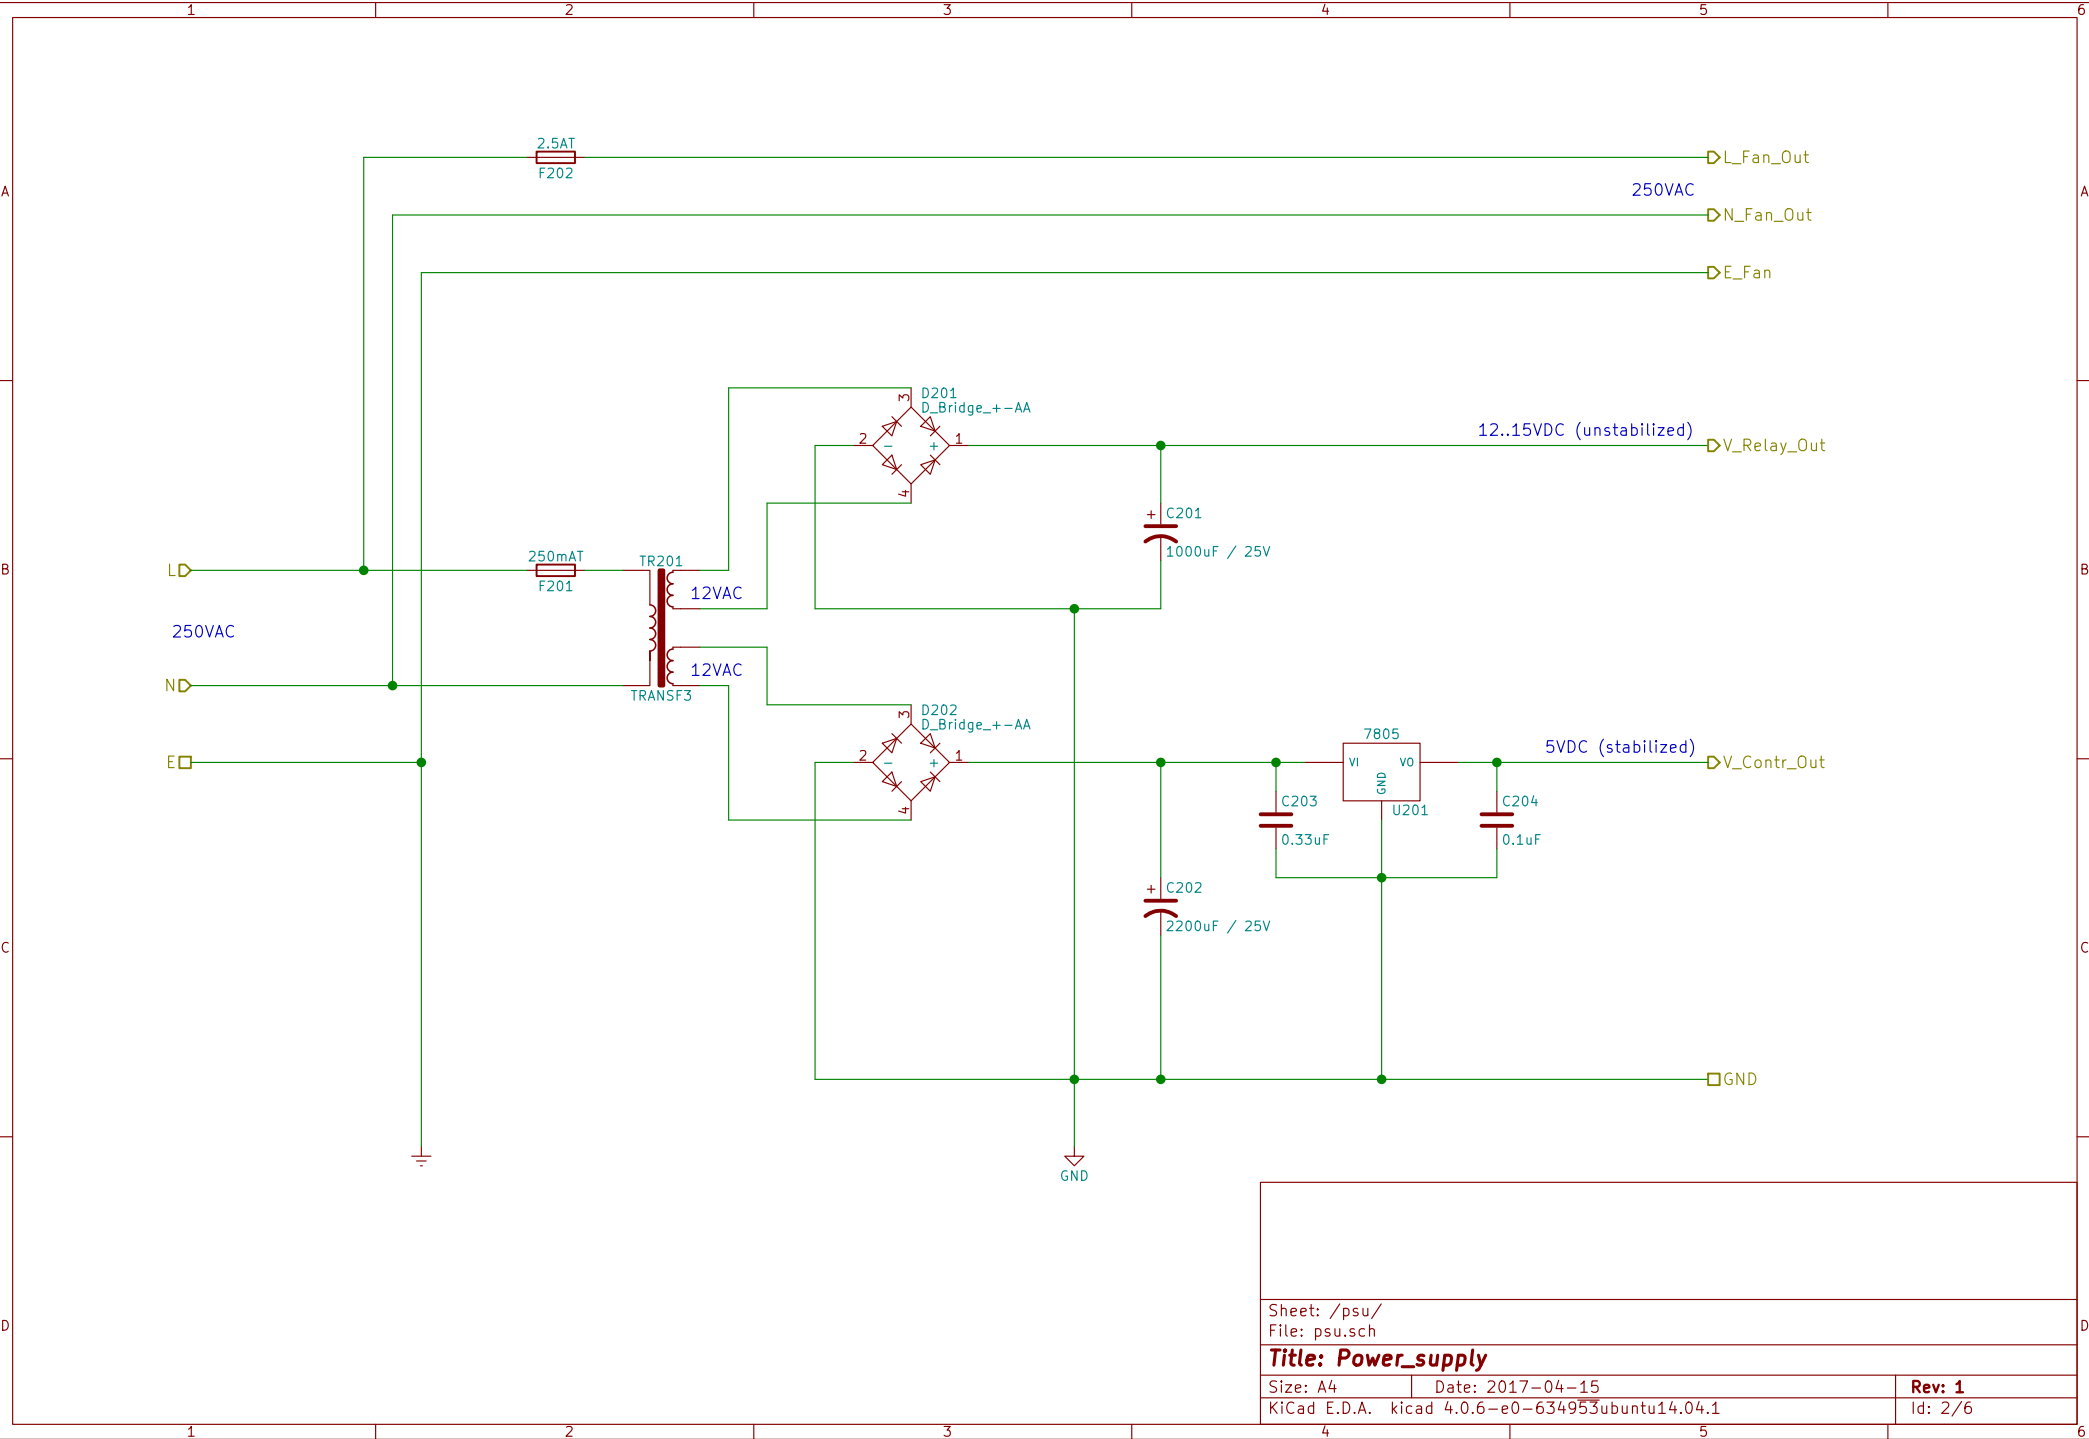 1 2 3 4 5 6
2.5AT
F202
L_Fan_Out
A A
250VAC
N_Fan_Out
E_Fan
D201
D_Bridge_+-AA
3
12..15VDC (unstabilized)
2 - + 1
V_Relay_Out
4
C201
+
1000uF / 25V
250mAT
TR201
B L B
F201
12VAC
250VAC
12VAC
N
TRANSF3
D202
D_Bridge_+-AA
3
7805
5VDC (stabilized)
E
2 - + 1
VI VO
V_Contr_Out
GND
4
C203
U201
C204
0.33uF
0.1uF
C202
+
2200uF / 25V
C C
GND
GND
Sheet: /psu/
File: psu.sch
D D
Title: Power_supply
Size: A4 Date: 2017-04-15 Rev: 1
KiCad E.D.A. kicad 4.0.6-e0-634953ubuntu14.04.1 Id: 2/6
1 2 3 4 5 6